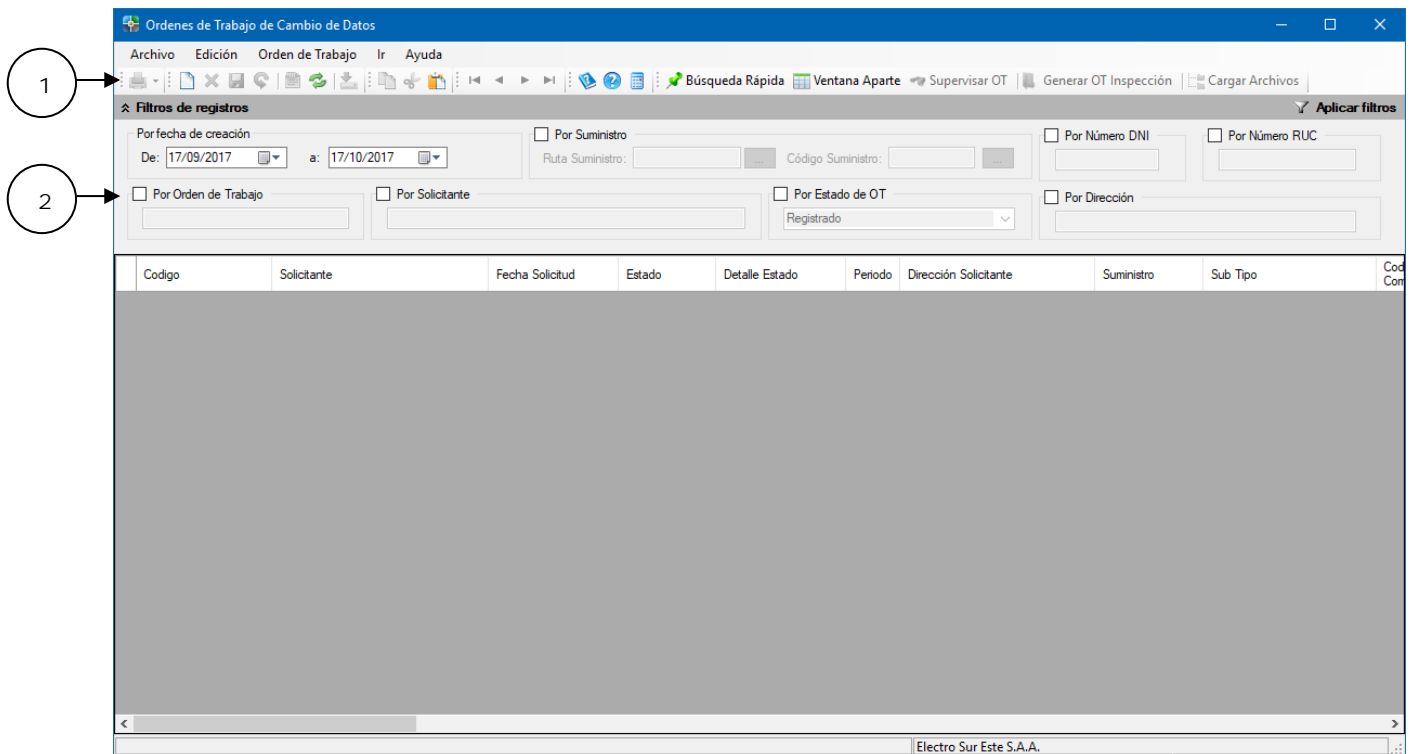 Ordenes de Trabajo de Cambio de Datos
Archivo Edición Orden de Trabajo Ir Ayuda
1
Búsqueda Rápida Ventana Aparte Supervisar OT Generar OT Inspección Cargar Archivos
Filtros de registros Aplicar filtros
Por fecha de creación Por Suministro Por Número DNI Por Número RUC
De: 17/09/2017 a: 17/10/2017 Ruta Suministro: ... Código Suministro: ...
2
Por Orden de Trabajo Por Solicitante Por Estado de OT Por Dirección
Registrado
Codigo Solicitante Fecha Solicitud Estado Detalle Estado Periodo Dirección Solicitante Suministro Sub Tipo Cod
Com
Electro Sur Este S.A.A.